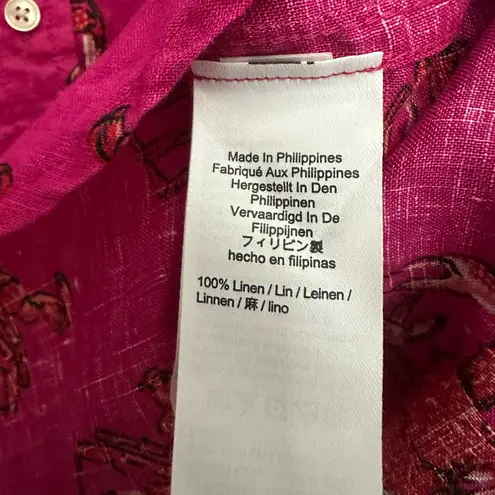 Made In Philippines
Fabriqué Aux Philippines
Hergestellt In Den
Philippinen
Vervaardigd In De
Filippijnen
フィリピン製
hecho en filipinas
100% Linen / Lin / Leinen /
Linnen / 麻 / lino